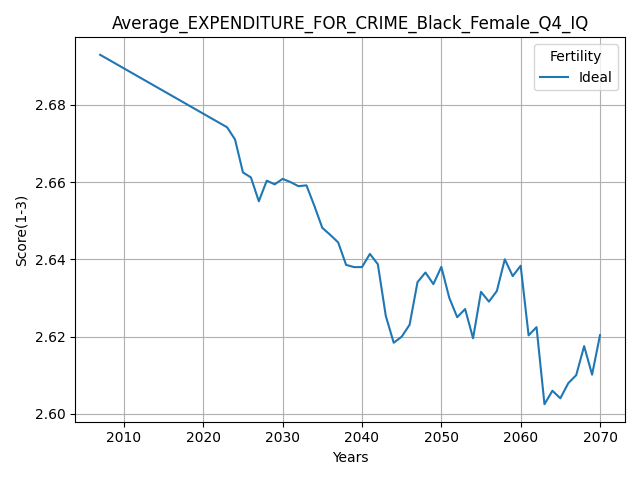 Average_EXPENDITURE_FOR_CRIME_Black_Female_Q4_IQ
Fertility
Ideal
2.68
2.66
2.64
2.62
2.60
Score(1-3)
2010 2020 2030 2040 2050 2060 2070
Years